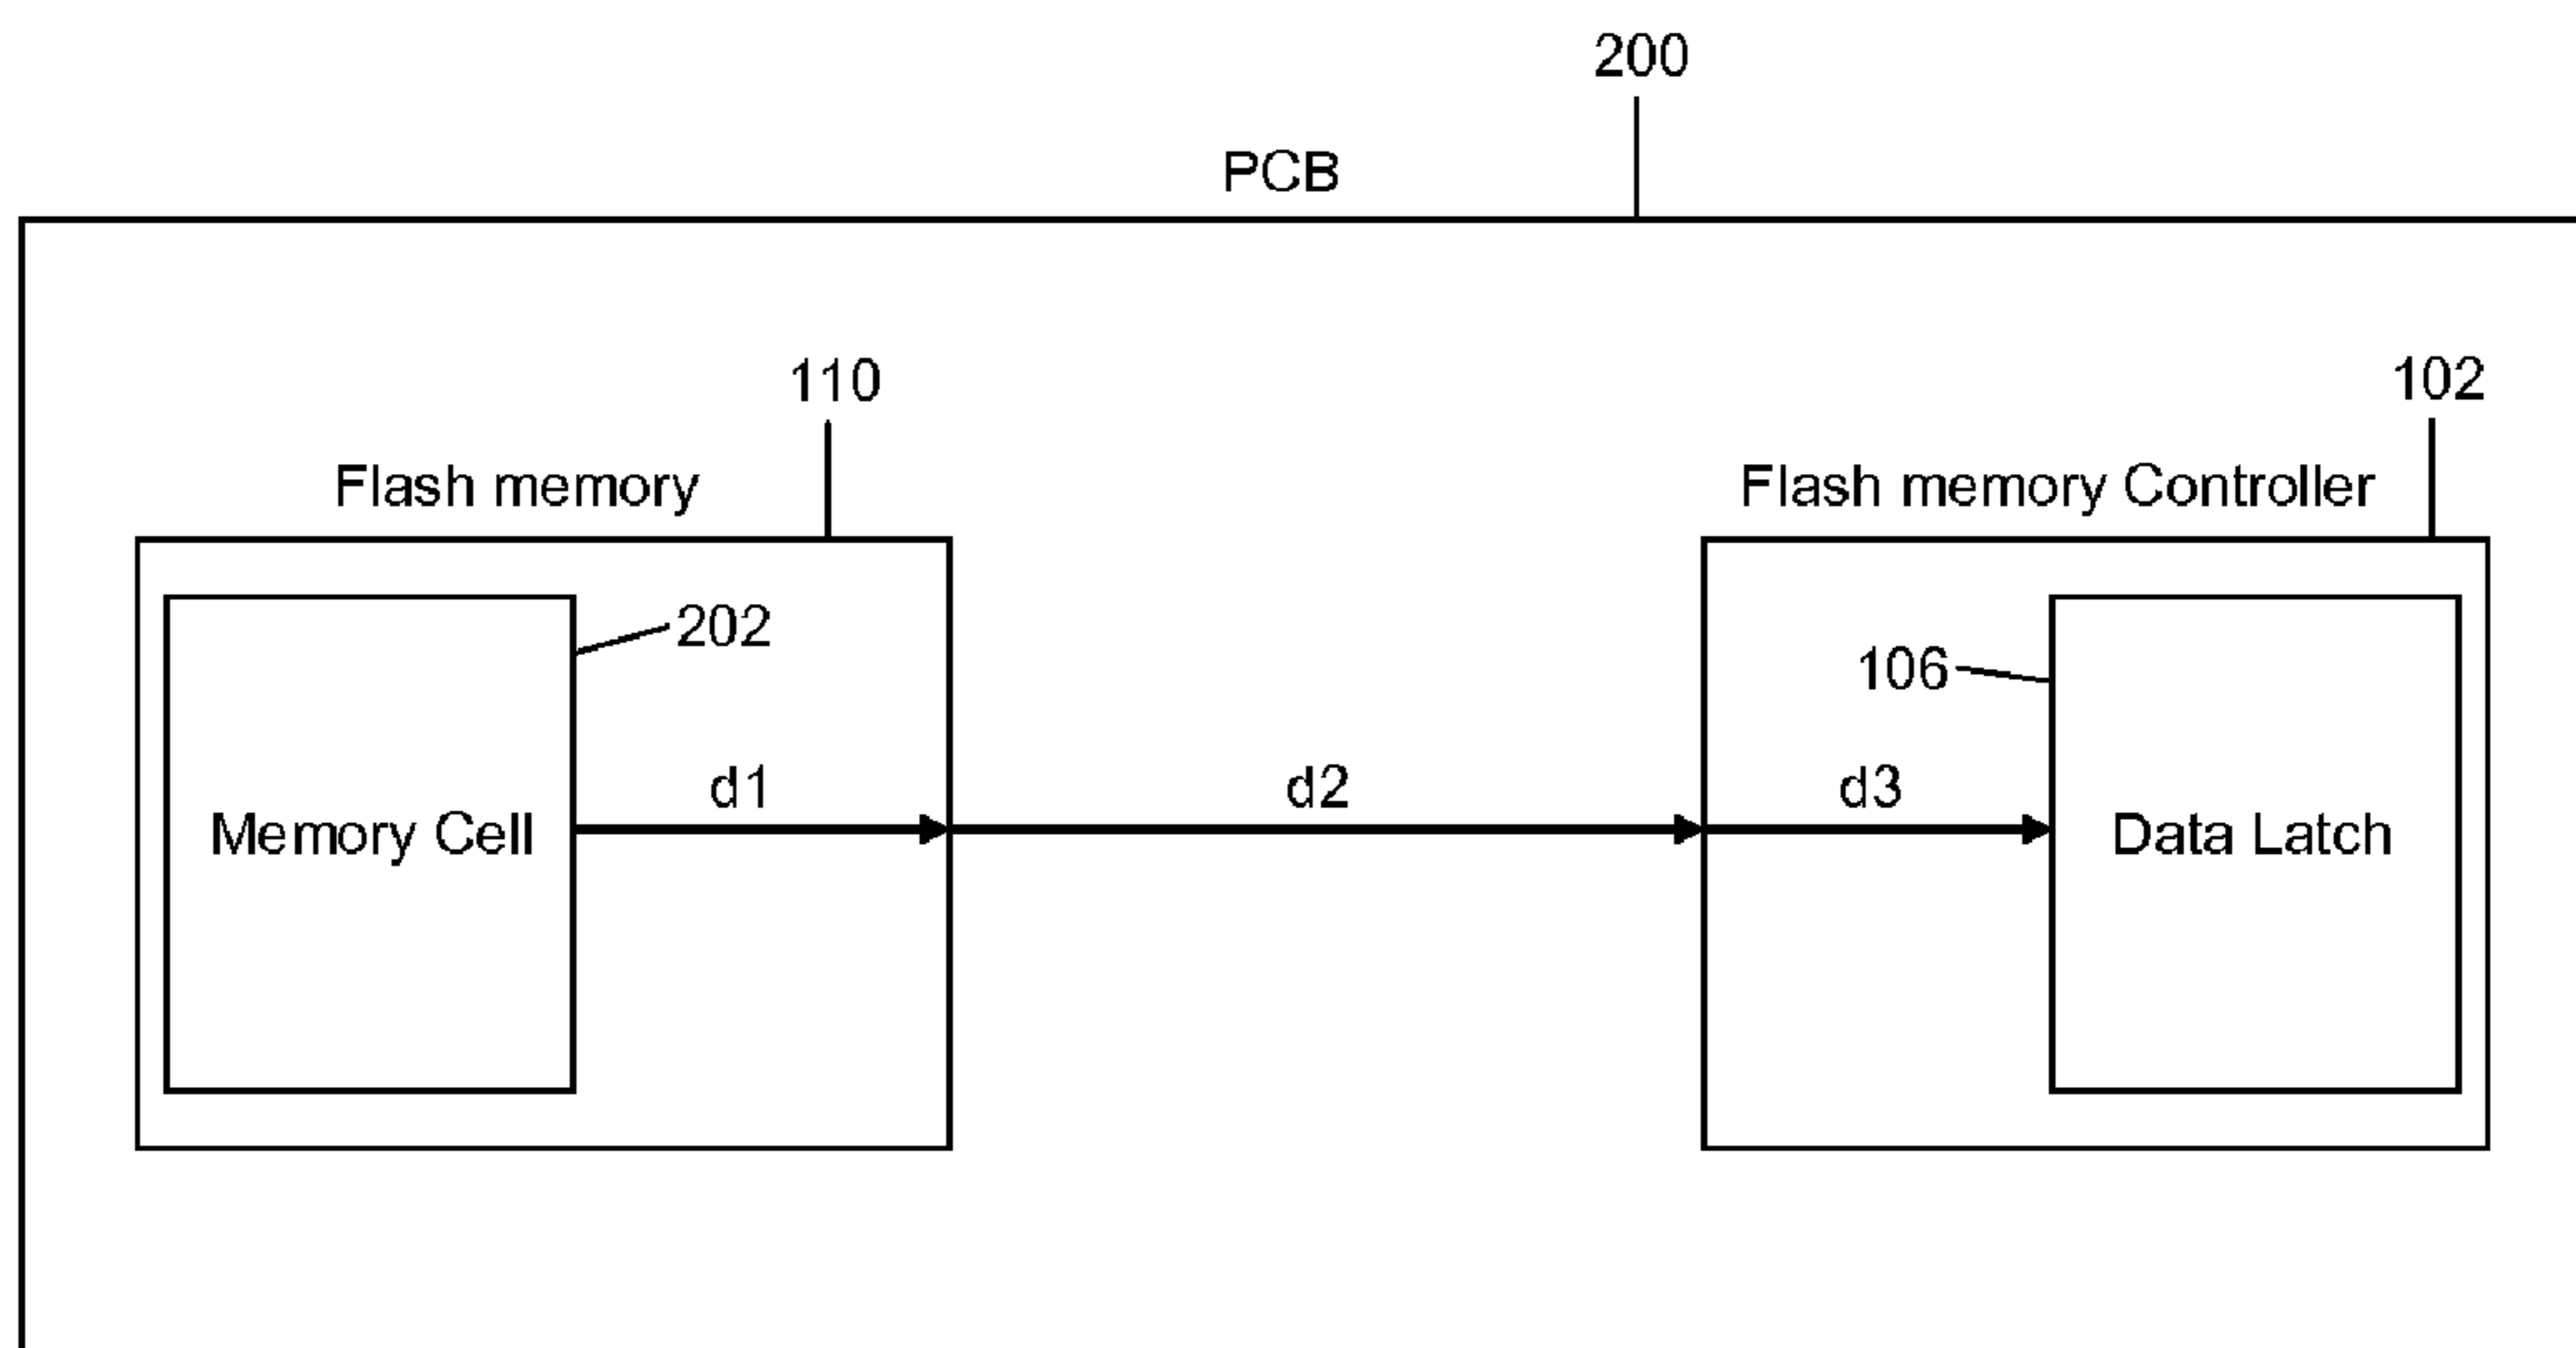 200
PCB
110
102
Flash memory
Flash memory Controller
202
106
d1
d2
d3
Memory Cell
Data Latch